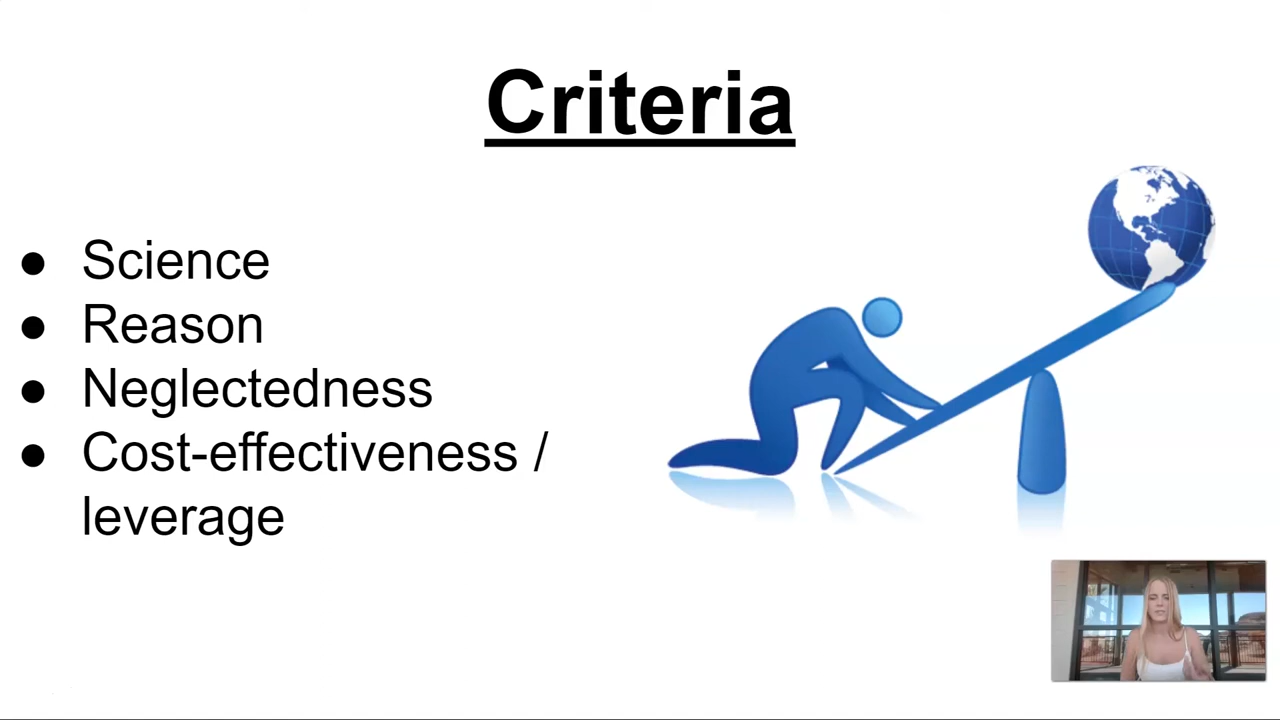 Criteria
● Science
● Reason
● Neglectedness
● Cost-effectiveness /
leverage